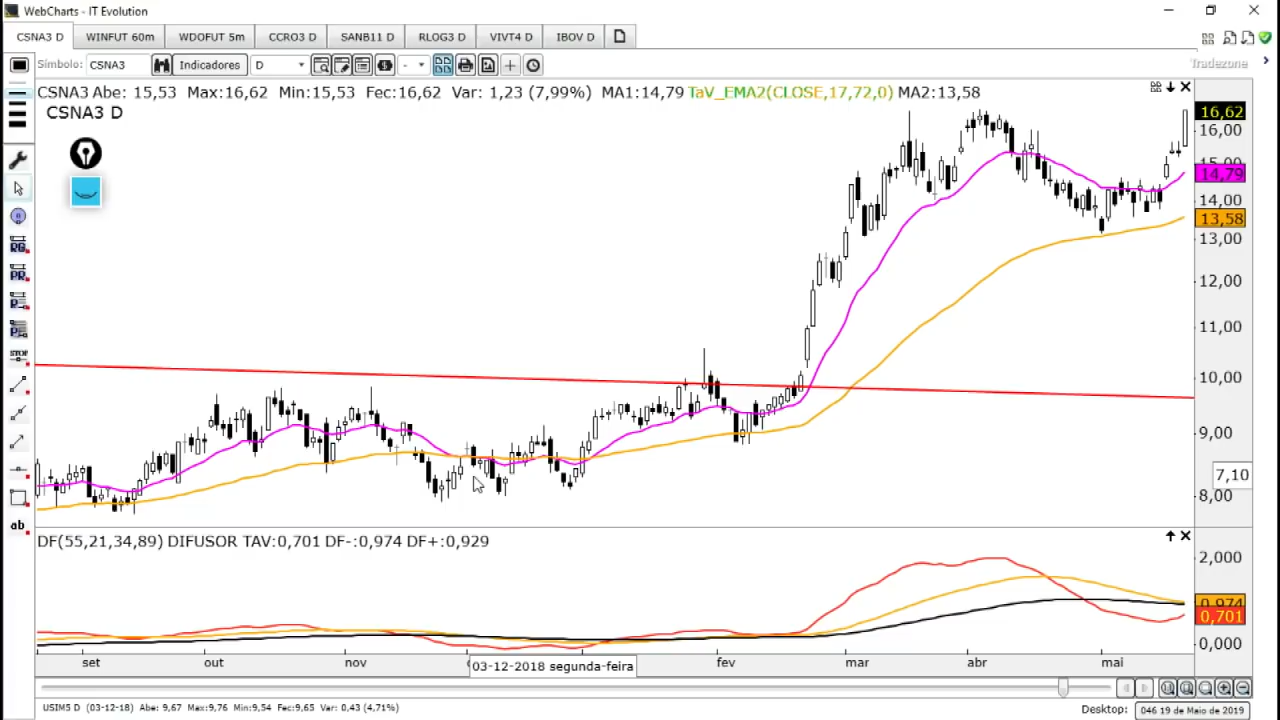 WebCharts - IT Evolution
CSNA3 D WINFUT 60m WDOFUT 5m CCRO3 D SANB11 D RLOG3 D VIVT4 D IBOV D
Símbolo: CSNA3 Indicadores D - Tradezone
CSNA3 Abe: 15,53 Max:16,62 Min:15,53 Fec:16,62 Var: 1,23 (7,99%) MA1:14,79 TaV_EMA2(CLOSE,17,72,0) MA2:13,58
CSNA3 D
16,62
16,00
15,00
14,79
14,00
13,58
13,00
12,00
11,00
10,00
9,00
7,10
8,00
RG
PR
STOP
ab
DF(55,21,34,89) DIFUSOR TAV:0,701 DF-:0,974 DF+:0,929
2,000
0,974
0,701
0,000
set out nov 03-12-2018 segunda-feira fev mar abr mai
USIM5 D (03-12-18) Abe: 9,67 Max:9,76 Min:9,54 Fec:9,65 Var: 0,43 (4,71%) Desktop: 046 19 de Maio de 2019